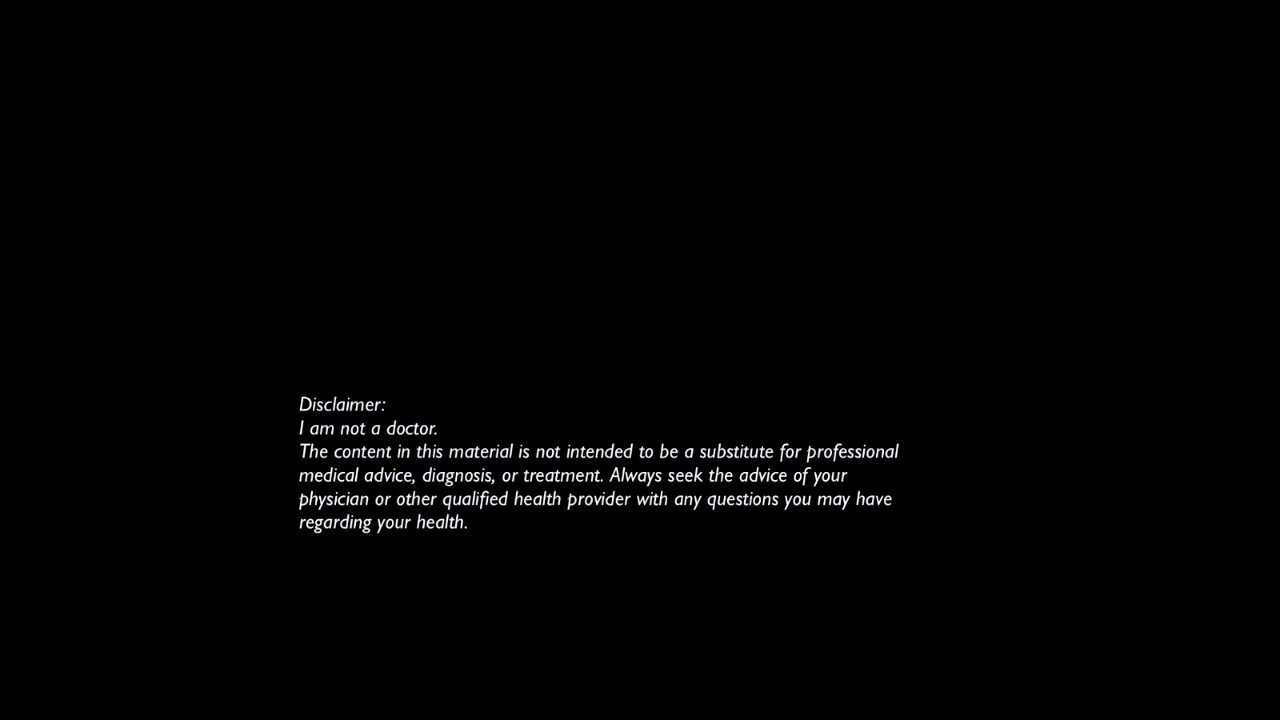 Disclaimer:
I am not a doctor.
The content in this material is not intended to be a substitute for professional
medical advice, diagnosis, or treatment. Always seek the advice of your
physician or other qualified health provider with any questions you may have
regarding your health.